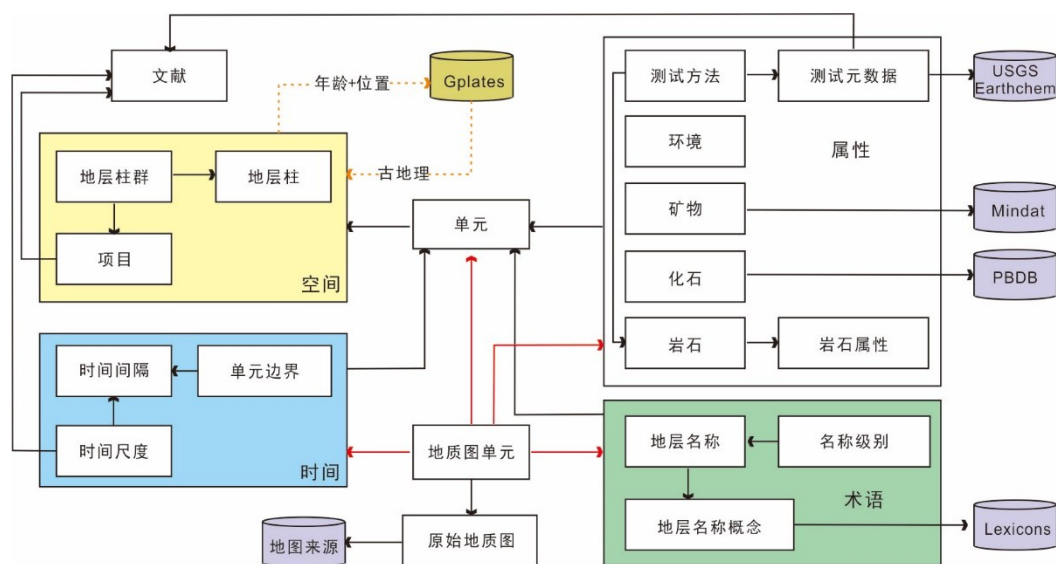 文献
年龄+位置
Gplates
测试方法
测试元数据
USGS
Earthchem
环境
属性
地层柱群
地层柱
古地理
矿物
Mindat
单元
项目
空间
化石
PBDB
岩石
岩石属性
时间间隔
单元边界
时间尺度
时间
地质图单元
地层名称
名称级别
术语
地层名称概念
Lexicons
地图来源
原始地质图